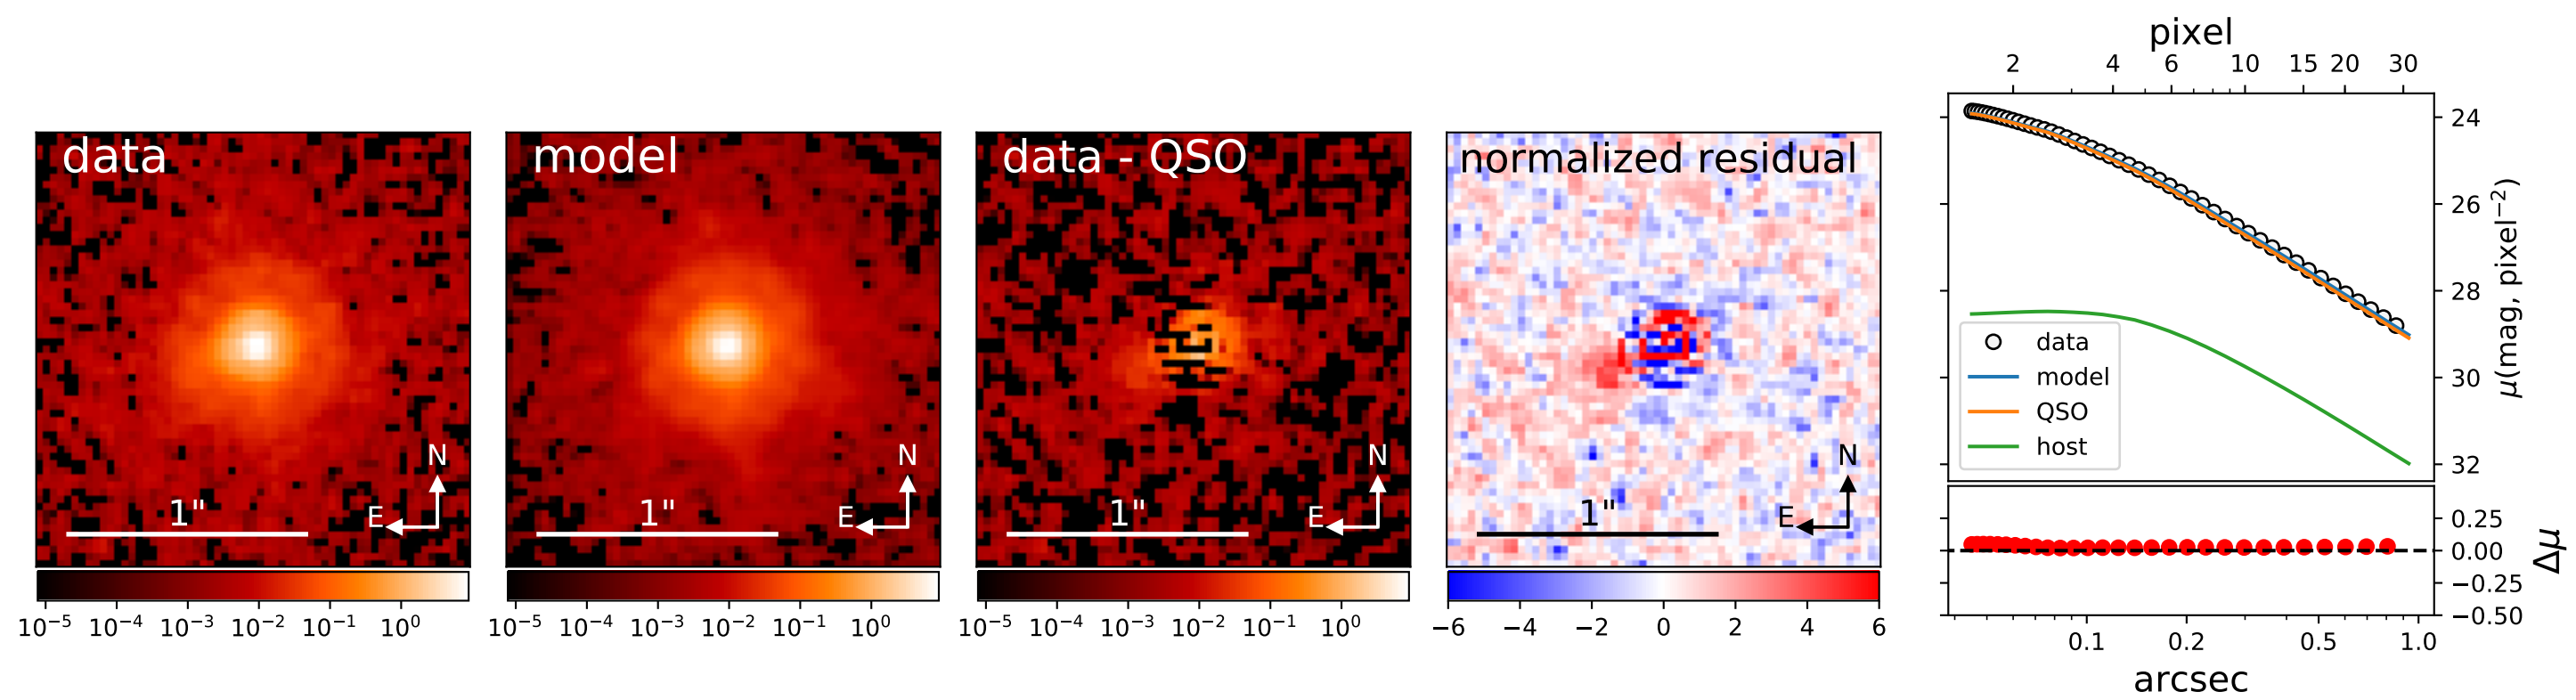 data
N
E
1"
10⁻⁵ 10⁻⁴ 10⁻³ 10⁻² 10⁻¹ 10⁰
model
N
E
1"
10⁻⁵ 10⁻⁴ 10⁻³ 10⁻² 10⁻¹ 10⁰
data - QSO
N
E
1"
10⁻⁵ 10⁻⁴ 10⁻³ 10⁻² 10⁻¹ 10⁰
normalized residual
N
E
1"
−6 −4 −2 0 2 4 6
pixel
2 4 6 10 15 20 30
24
26
28
30
32
μ(mag, pixel⁻²)
data
model
QSO
host
0.25
0.00
−0.25
−0.50
Δμ
0.1 0.2 0.5 1.0
arcsec